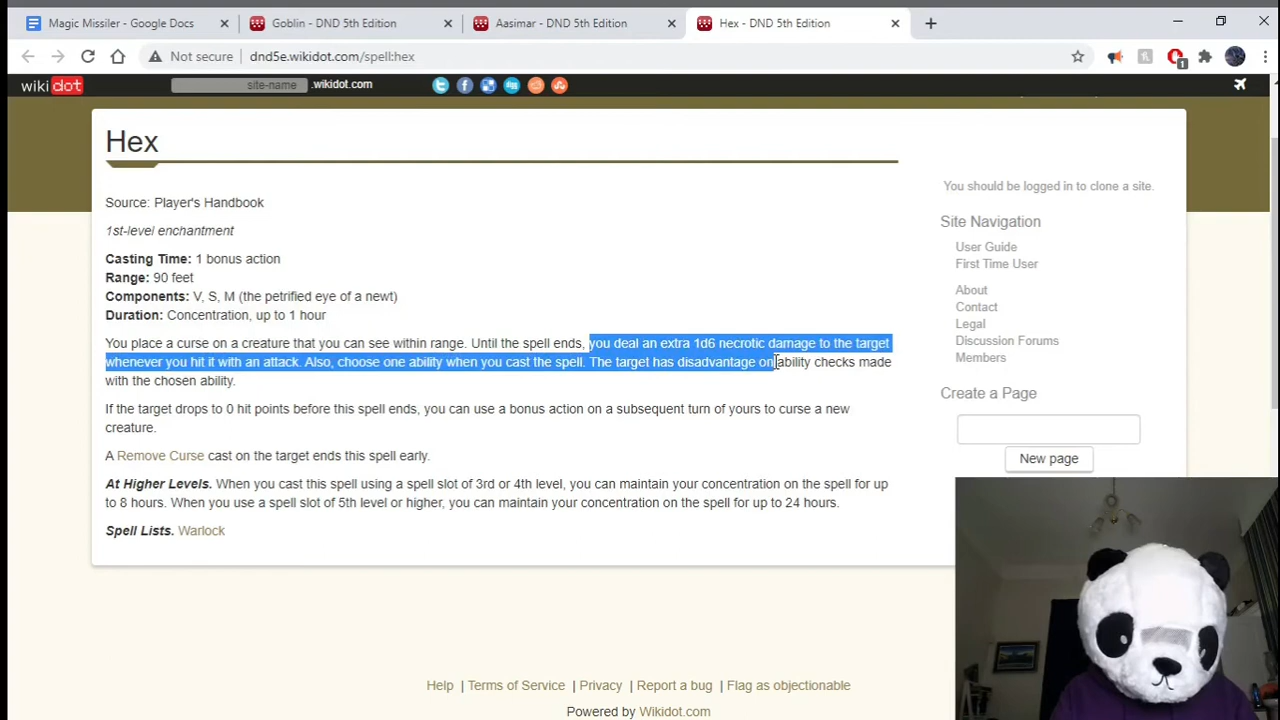 Magic Missiler - Google Docs
Goblin - DND 5th Edition
Aasimar - DND 5th Edition
Hex - DND 5th Edition
Not secure
dnd5e.wikidot.com/spell:hex
1
wikidot
site-name
.wikidot.com
Hex
Source: Player's Handbook
1st-level enchantment
Casting Time: 1 bonus action
Range: 90 feet
Components: V, S, M (the petrified eye of a newt)
Duration: Concentration, up to 1 hour
You place a curse on a creature that you can see within range. Until the spell ends, you deal an extra 1d6 necrotic damage to the target
whenever you hit it with an attack. Also, choose one ability when you cast the spell. The target has disadvantage on ability checks made
with the chosen ability.
If the target drops to 0 hit points before this spell ends, you can use a bonus action on a subsequent turn of yours to curse a new
creature.
A Remove Curse cast on the target ends this spell early.
At Higher Levels. When you cast this spell using a spell slot of 3rd or 4th level, you can maintain your concentration on the spell for up
to 8 hours. When you use a spell slot of 5th level or higher, you can maintain your concentration on the spell for up to 24 hours.
Spell Lists. Warlock
You should be logged in to clone a site.
Site Navigation
User Guide
First Time User
About
Contact
Legal
Discussion Forums
Members
Create a Page
New page
Help | Terms of Service | Privacy | Report a bug | Flag as objectionable
Powered by Wikidot.com